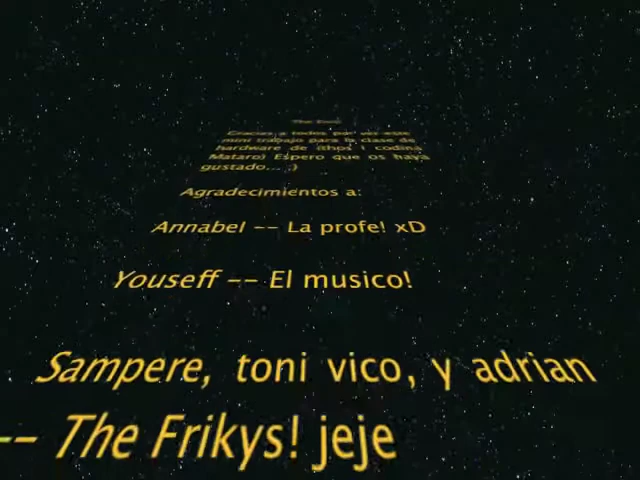 The End
Gracias a todos por ver este
mini trabajo para la clase de
hardware de (thos i codina
Mataro) Espero que os haya
gustado... :)
Agradecimientos a:
Annabel -- La profe! xD
Youseff -- El musico!
Sampere, toni vico, y adrian
-- The Frikys! jeje